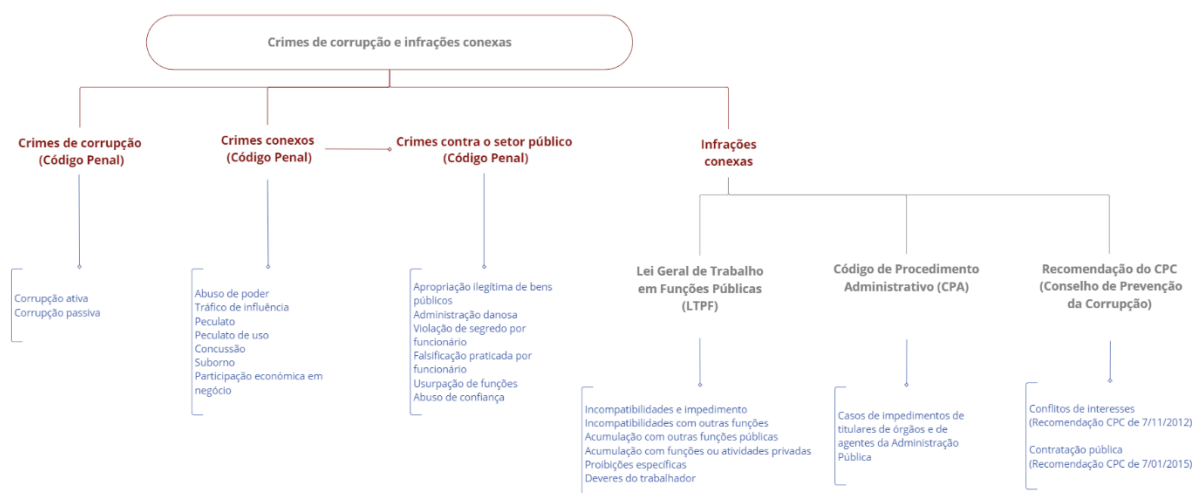 Crimes de corrupção e infrações conexas
Crimes de corrupção
(Código Penal)
Crimes conexos
(Código Penal)
Crimes contra o setor público
(Código Penal)
Infrações
conexas
Corrupção ativa
Corrupção passiva
Abuso de poder
Tráfico de influência
Peculato
Peculato de uso
Concussão
Suborno
Participação económica em
negócio
Apropriação ilegítima de bens
públicos
Administração danosa
Violação de segredo por
funcionário
Falsificação praticada por
funcionário
Usurpação de funções
Abuso de confiança
Lei Geral de Trabalho
em Funções Públicas
(LTPF)
Código de Procedimento
Administrativo (CPA)
Recomendação do CPC
(Conselho de Prevenção
da Corrupção)
Incompatibilidades e impedimento
Incompatibilidades com outras funções
Acumulação com outras funções públicas
Acumulação com funções ou atividades privadas
Proibições específicas
Deveres do trabalhador
Casos de impedimentos de
titulares de órgãos e de
agentes da Administração
Pública
Conflitos de interesses
(Recomendação CPC de 7/11/2012)
Contratação pública
(Recomendação CPC de 7/01/2015)